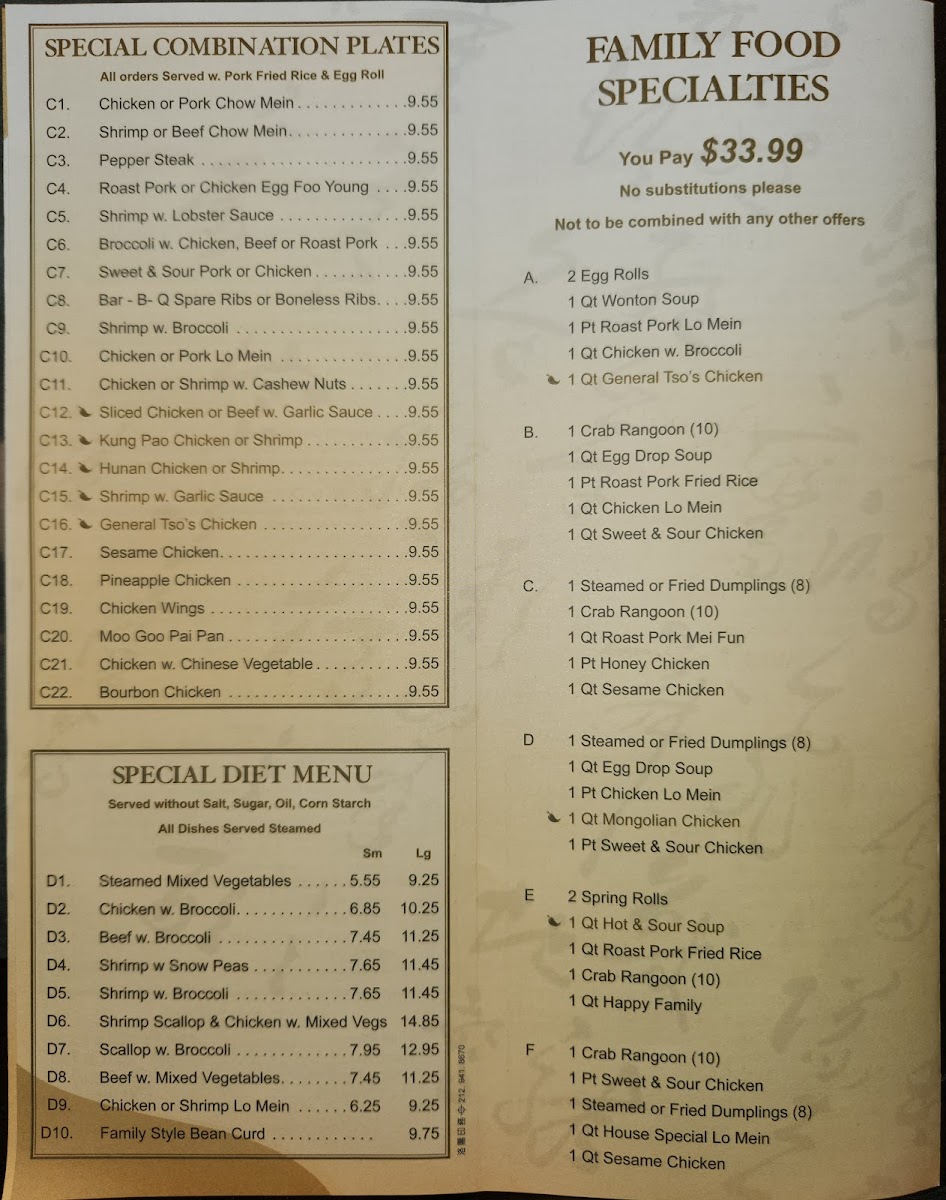 SPECIAL COMBINATION PLATES
All orders Served w. Pork Fried Rice & Egg Roll
C1. Chicken or Pork Chow Mein . . . . . . . . . . . . .9.55
C2. Shrimp or Beef Chow Mein. . . . . . . . . . . . . .9.55
C3. Pepper Steak . . . . . . . . . . . . . . . . . . . . . . . .9.55
C4. Roast Pork or Chicken Egg Foo Young . . . .9.55
C5. Shrimp w. Lobster Sauce . . . . . . . . . . . . . . .9.55
C6. Broccoli w. Chicken, Beef or Roast Pork . . .9.55
C7. Sweet & Sour Pork or Chicken . . . . . . . . . . .9.55
C8. Bar - B- Q Spare Ribs or Boneless Ribs. . . .9.55
C9. Shrimp w. Broccoli . . . . . . . . . . . . . . . . . . . .9.55
C10. Chicken or Pork Lo Mein . . . . . . . . . . . . . . .9.55
C11. Chicken or Shrimp w. Cashew Nuts . . . . . . .9.55
C12. Sliced Chicken or Beef w. Garlic Sauce . . . .9.55
C13. Kung Pao Chicken or Shrimp . . . . . . . . . . . .9.55
C14. Hunan Chicken or Shrimp. . . . . . . . . . . . . . .9.55
C15. Shrimp w. Garlic Sauce . . . . . . . . . . . . . . . .9.55
C16. General Tso's Chicken . . . . . . . . . . . . . . . . .9.55
C17. Sesame Chicken. . . . . . . . . . . . . . . . . . . . . .9.55
C18. Pineapple Chicken . . . . . . . . . . . . . . . . . . . .9.55
C19. Chicken Wings . . . . . . . . . . . . . . . . . . . . . . .9.55
C20. Moo Goo Pai Pan . . . . . . . . . . . . . . . . . . . . .9.55
C21. Chicken w. Chinese Vegetable . . . . . . . . . . .9.55
C22. Bourbon Chicken . . . . . . . . . . . . . . . . . . . . .9.55
SPECIAL DIET MENU
Served without Salt, Sugar, Oil, Corn Starch
All Dishes Served Steamed
Sm Lg
D1. Steamed Mixed Vegetables . . . . . . 5.55 9.25
D2. Chicken w. Broccoli. . . . . . . . . . . . .6.85 10.25
D3. Beef w. Broccoli . . . . . . . . . . . . . . .7.45 11.25
D4. Shrimp w Snow Peas . . . . . . . . . . .7.65 11.45
D5. Shrimp w. Broccoli . . . . . . . . . . . . .7.65 11.45
D6. Shrimp Scallop & Chicken w. Mixed Vegs 14.85
D7. Scallop w. Broccoli . . . . . . . . . . . . .7.95 12.95
D8. Beef w. Mixed Vegetables. . . . . . . .7.45 11.25
D9. Chicken or Shrimp Lo Mein . . . . . .6.25 9.25
D10. Family Style Bean Curd . . . . . . . . . . . . 9.75
212. 941. 8670
FAMILY FOOD
SPECIALTIES
You Pay $33.99
No substitutions please
Not to be combined with any other offers
A. 2 Egg Rolls
1 Qt Wonton Soup
1 Pt Roast Pork Lo Mein
1 Qt Chicken w. Broccoli
1 Qt General Tso's Chicken
B. 1 Crab Rangoon (10)
1 Qt Egg Drop Soup
1 Pt Roast Pork Fried Rice
1 Qt Chicken Lo Mein
1 Qt Sweet & Sour Chicken
C. 1 Steamed or Fried Dumplings (8)
1 Crab Rangoon (10)
1 Qt Roast Pork Mei Fun
1 Pt Honey Chicken
1 Qt Sesame Chicken
D 1 Steamed or Fried Dumplings (8)
1 Qt Egg Drop Soup
1 Pt Chicken Lo Mein
1 Qt Mongolian Chicken
1 Pt Sweet & Sour Chicken
E 2 Spring Rolls
1 Qt Hot & Sour Soup
1 Qt Roast Pork Fried Rice
1 Crab Rangoon (10)
1 Qt Happy Family
F 1 Crab Rangoon (10)
1 Pt Sweet & Sour Chicken
1 Steamed or Fried Dumplings (8)
1 Qt House Special Lo Mein
1 Qt Sesame Chicken